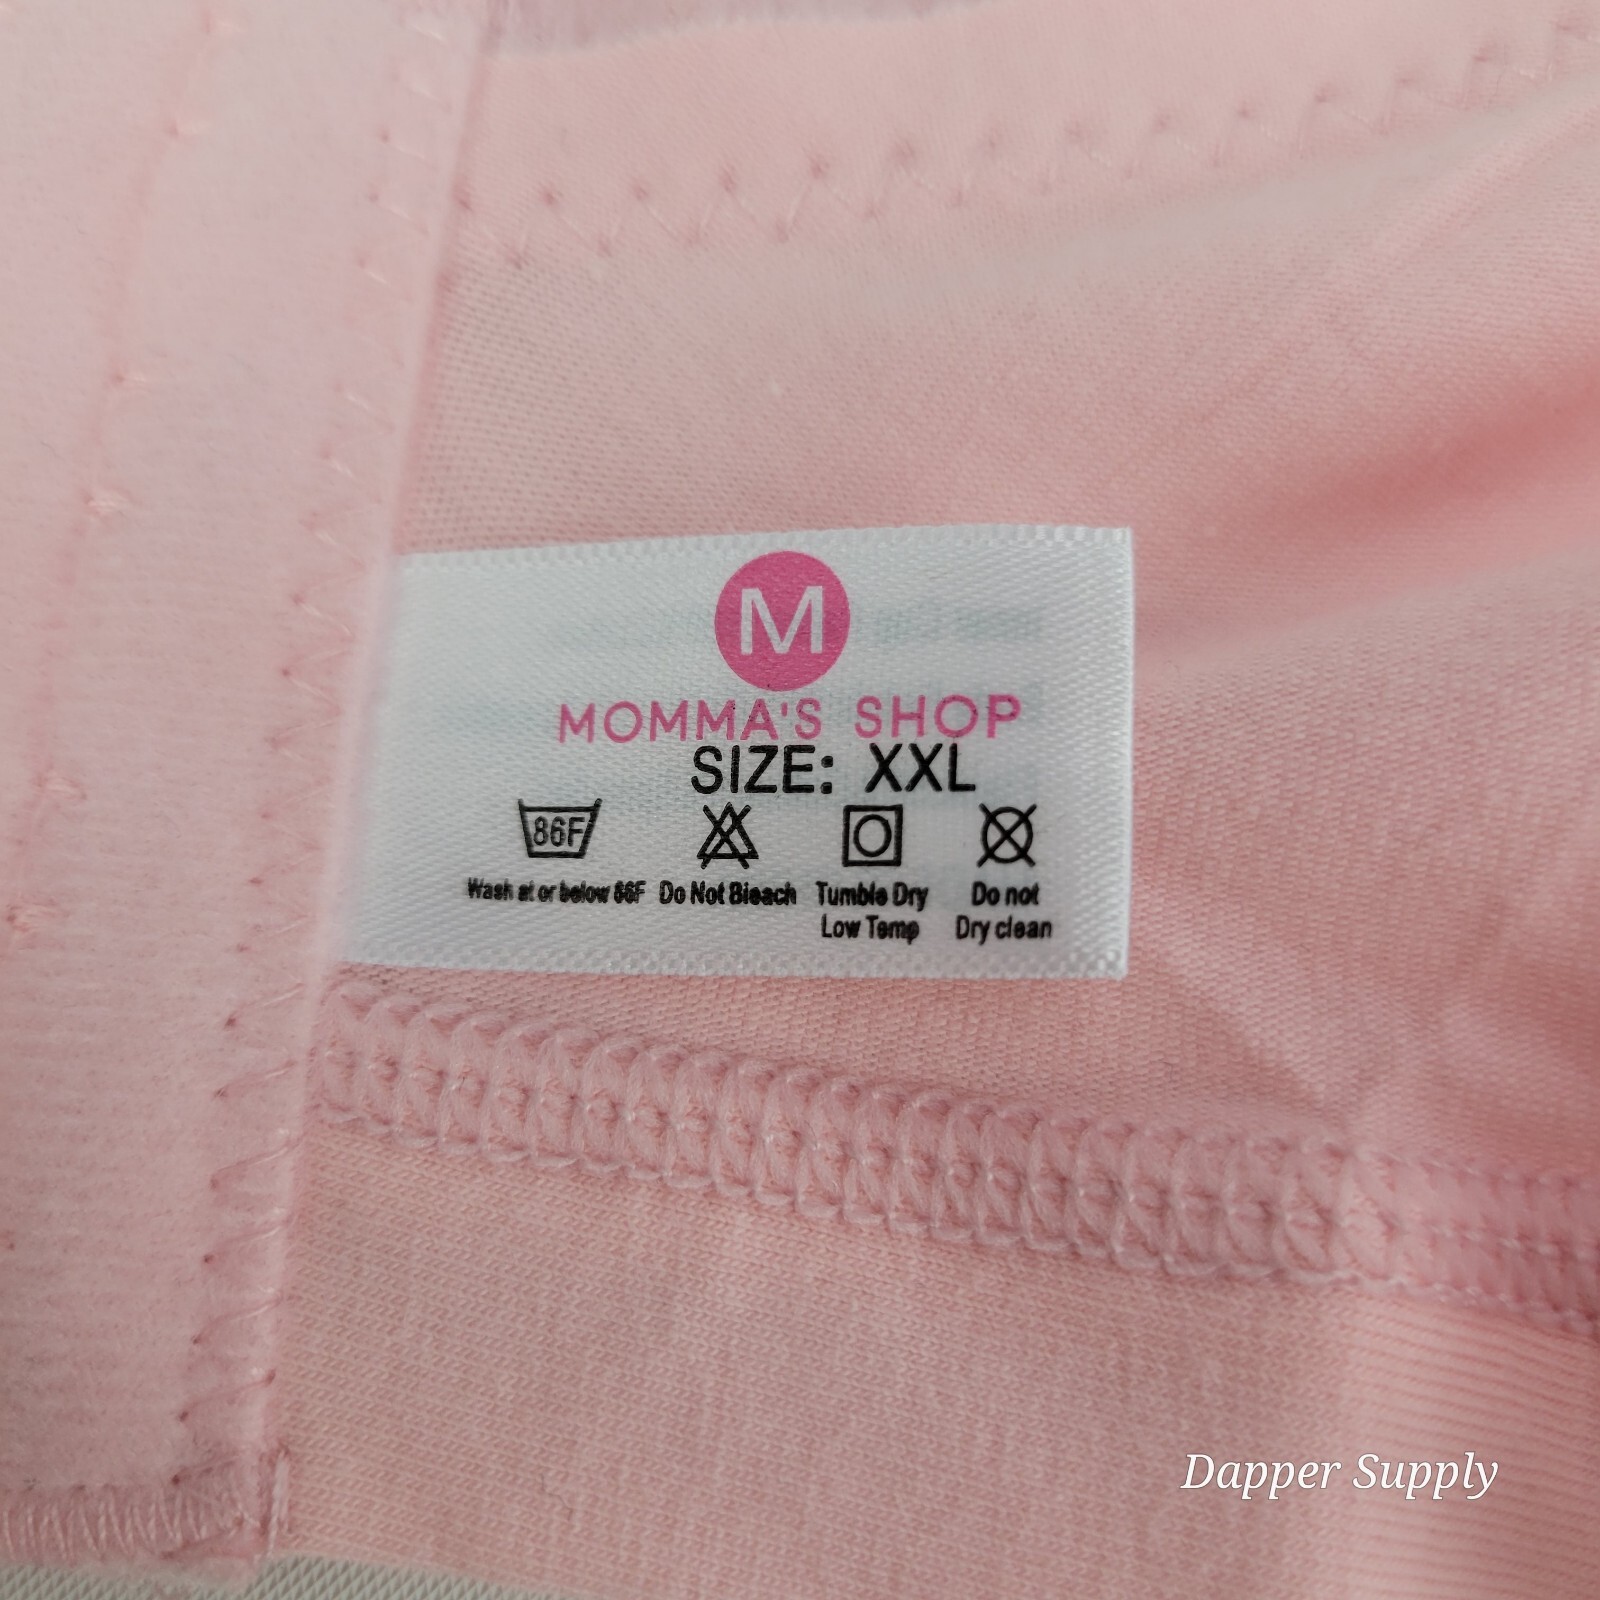 M
MOMMA'S SHOP
SIZE: XXL
86F
Wash at or below 86F Do Not Bleach Tumble Dry Low Temp Do not Dry clean
Dapper Supply